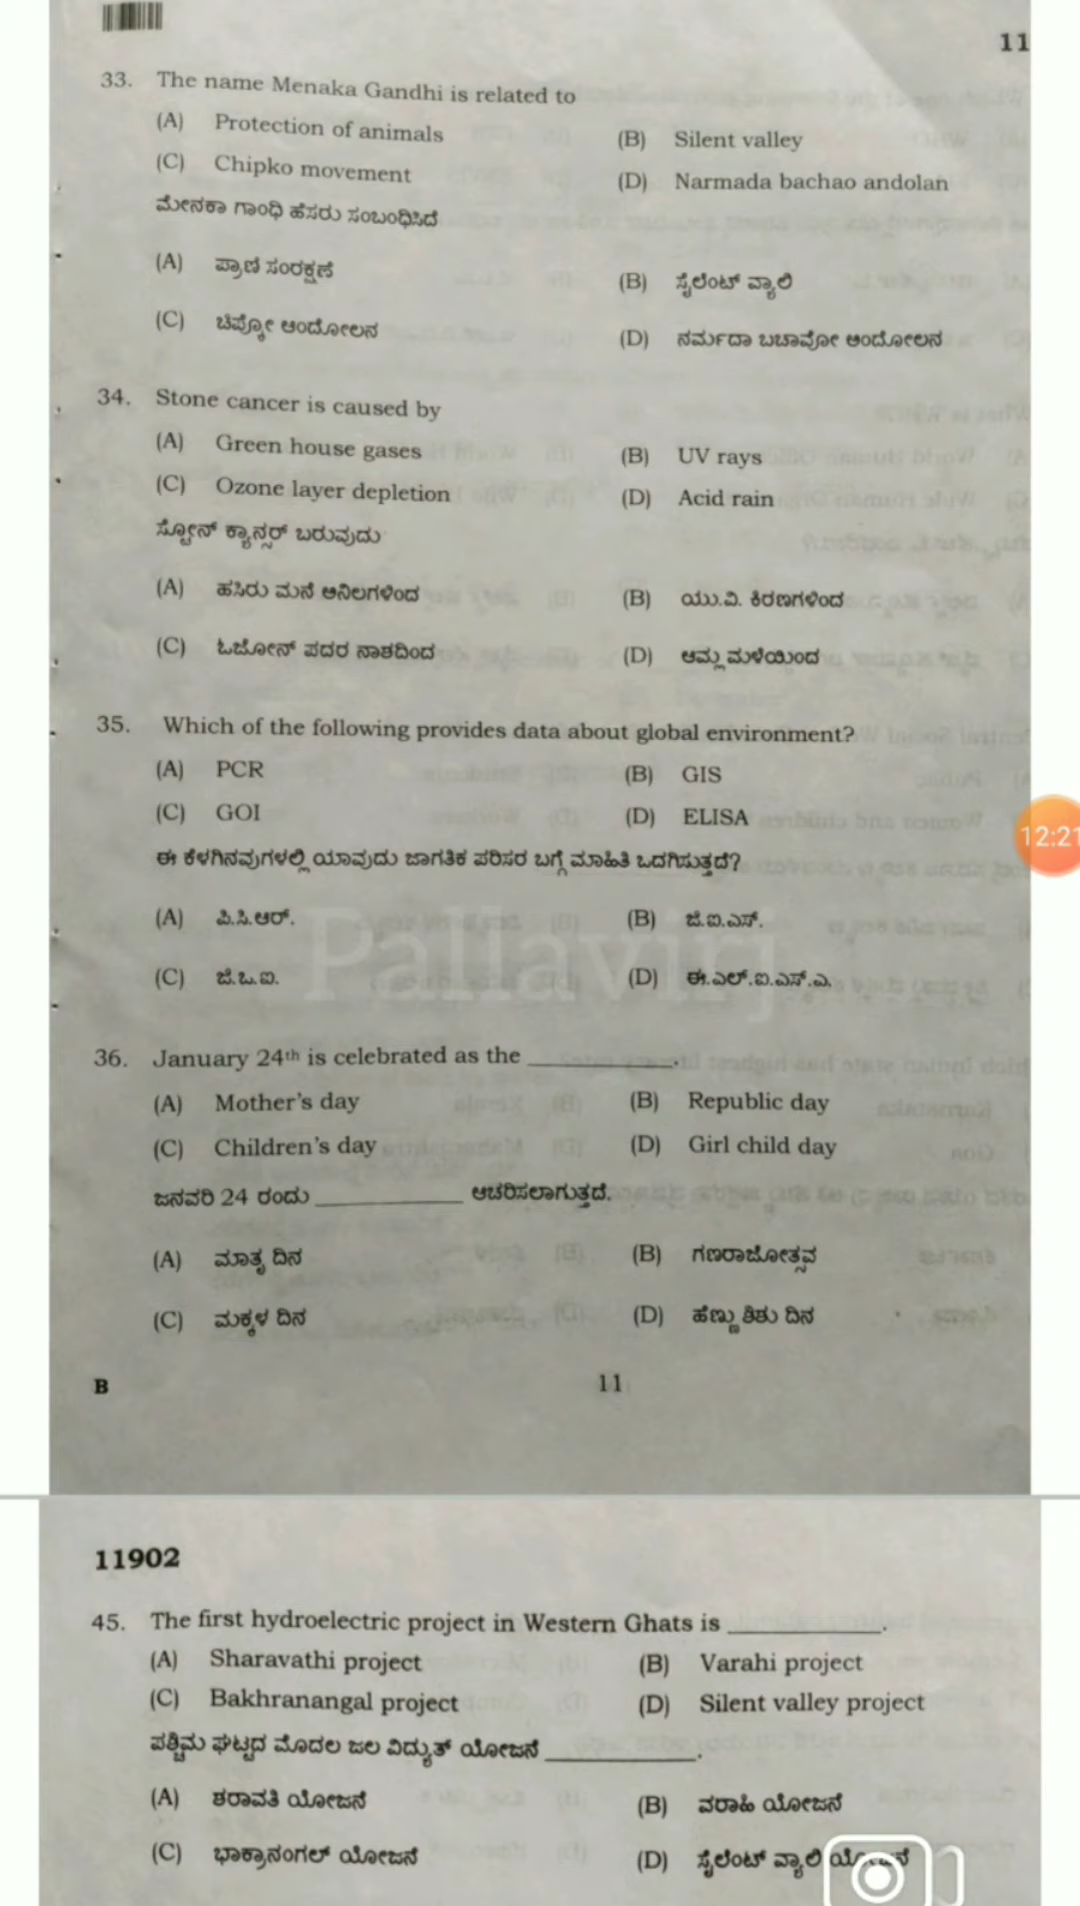 11
33. The name Menaka Gandhi is related to
(A) Protection of animals (B) Silent valley
(C) Chipko movement (D) Narmada bachao andolan
ಮೇನಕಾ ಗಾಂಧಿ ಹೆಸರು ಸಂಬಂಧಿಸಿದೆ
(A) ಪ್ರಾಣಿ ಸಂರಕ್ಷಣೆ (B) ಸೈಲೆಂಟ್ ವ್ಯಾಲಿ
(C) ಚಿಪ್ಕೋ ಆಂದೋಲನ (D) ನರ್ಮದಾ ಬಚಾವೋ ಆಂದೋಲನ
34. Stone cancer is caused by
(A) Green house gases (B) UV rays
(C) Ozone layer depletion (D) Acid rain
ಸ್ಟೋನ್ ಕ್ಯಾನ್ಸರ್ ಬರುವುದು
(A) ಹಸಿರು ಮನೆ ಅನಿಲಗಳಿಂದ (B) ಯು.ವಿ. ಕಿರಣಗಳಿಂದ
(C) ಓಜೋನ್ ಪದರ ನಾಶದಿಂದ (D) ಆಮ್ಲ ಮಳೆಯಿಂದ
35. Which of the following provides data about global environment?
(A) PCR (B) GIS
(C) GOI (D) ELISA
12:21
ಈ ಕೆಳಗಿನವುಗಳಲ್ಲಿ ಯಾವುದು ಜಾಗತಿಕ ಪರಿಸರ ಬಗ್ಗೆ ಮಾಹಿತಿ ಒದಗಿಸುತ್ತದೆ?
(A) ಪಿ.ಸಿ.ಆರ್. (B) ಜಿ.ಐ.ಎಸ್.
Pallavirj
(C) ಜಿ.ಓ.ಐ. (D) ಈ.ಎಲ್.ಐ.ಎಸ್.ಎ.
36. January 24th is celebrated as the ____________.
(A) Mother's day (B) Republic day
(C) Children's day (D) Girl child day
ಜನವರಿ 24 ರಂದು ____________ ಆಚರಿಸಲಾಗುತ್ತದೆ.
(A) ಮಾತೃ ದಿನ (B) ಗಣರಾಜೋತ್ಸವ
(C) ಮಕ್ಕಳ ದಿನ (D) ಹೆಣ್ಣು ಶಿಶು ದಿನ
B 11
11902
45. The first hydroelectric project in Western Ghats is ____________.
(A) Sharavathi project (B) Varahi project
(C) Bakhranangal project (D) Silent valley project
ಪಶ್ಚಿಮ ಘಟ್ಟದ ಮೊದಲ ಜಲ ವಿದ್ಯುತ್ ಯೋಜನೆ ____________.
(A) ಶರಾವತಿ ಯೋಜನೆ (B) ವರಾಹಿ ಯೋಜನೆ
(C) ಭಾಕ್ರಾನಂಗಲ್ ಯೋಜನೆ (D) ಸೈಲೆಂಟ್ ವ್ಯಾಲಿ